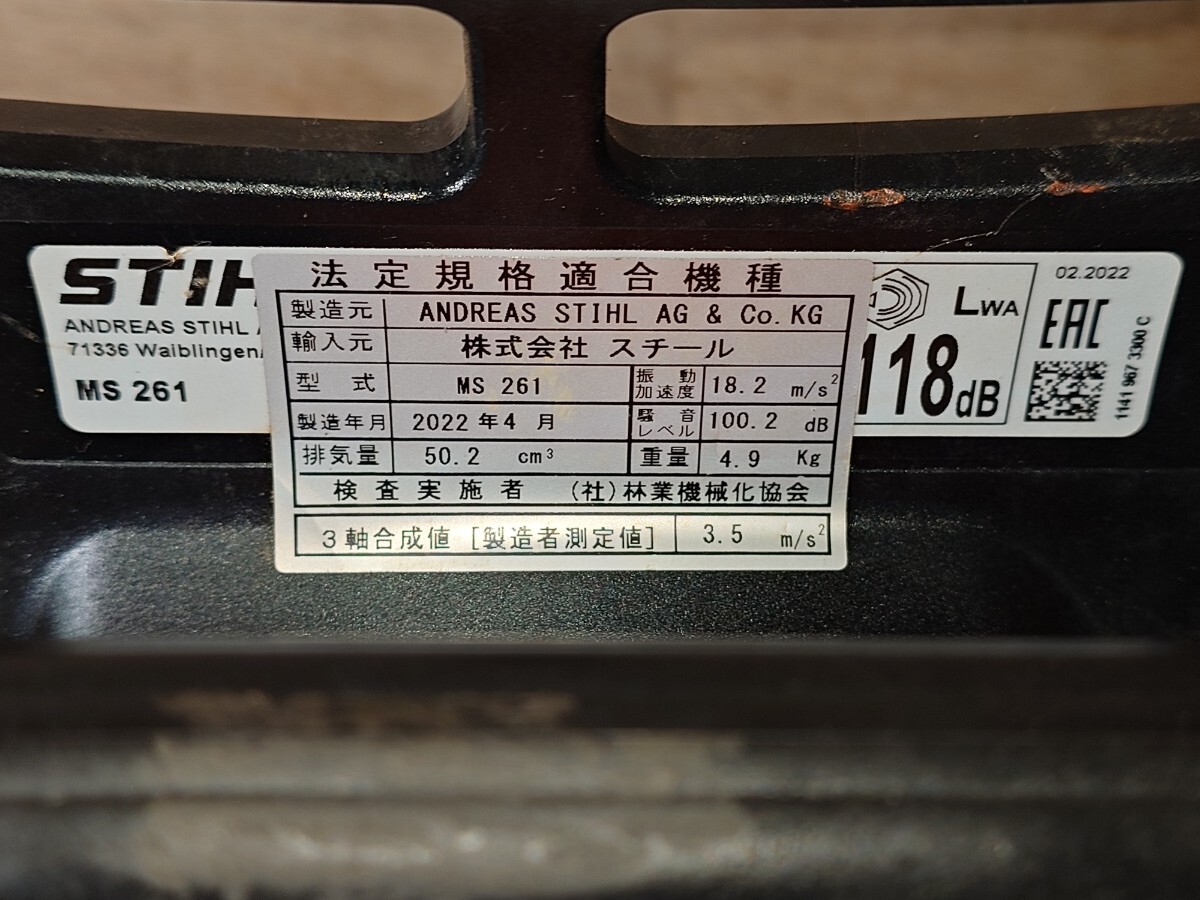 STIH
ANDREAS STIHL
71336 Waiblingen/
MS 261
法定規格適合機種
製造元 ANDREAS STIHL AG & Co. KG
輸入元 株式会社 スチール
型式 MS 261 振動加速度 18.2 m/s²
製造年月 2022年4月 騒音レベル 100.2 dB
排気量 50.2 cm³ 重量 4.9 Kg
検査実施者 (社)林業機械化協会
3軸合成値 [製造者測定値] 3.5 m/s²
LWA
118dB
02.2022
EAC
1141 967 3300 C